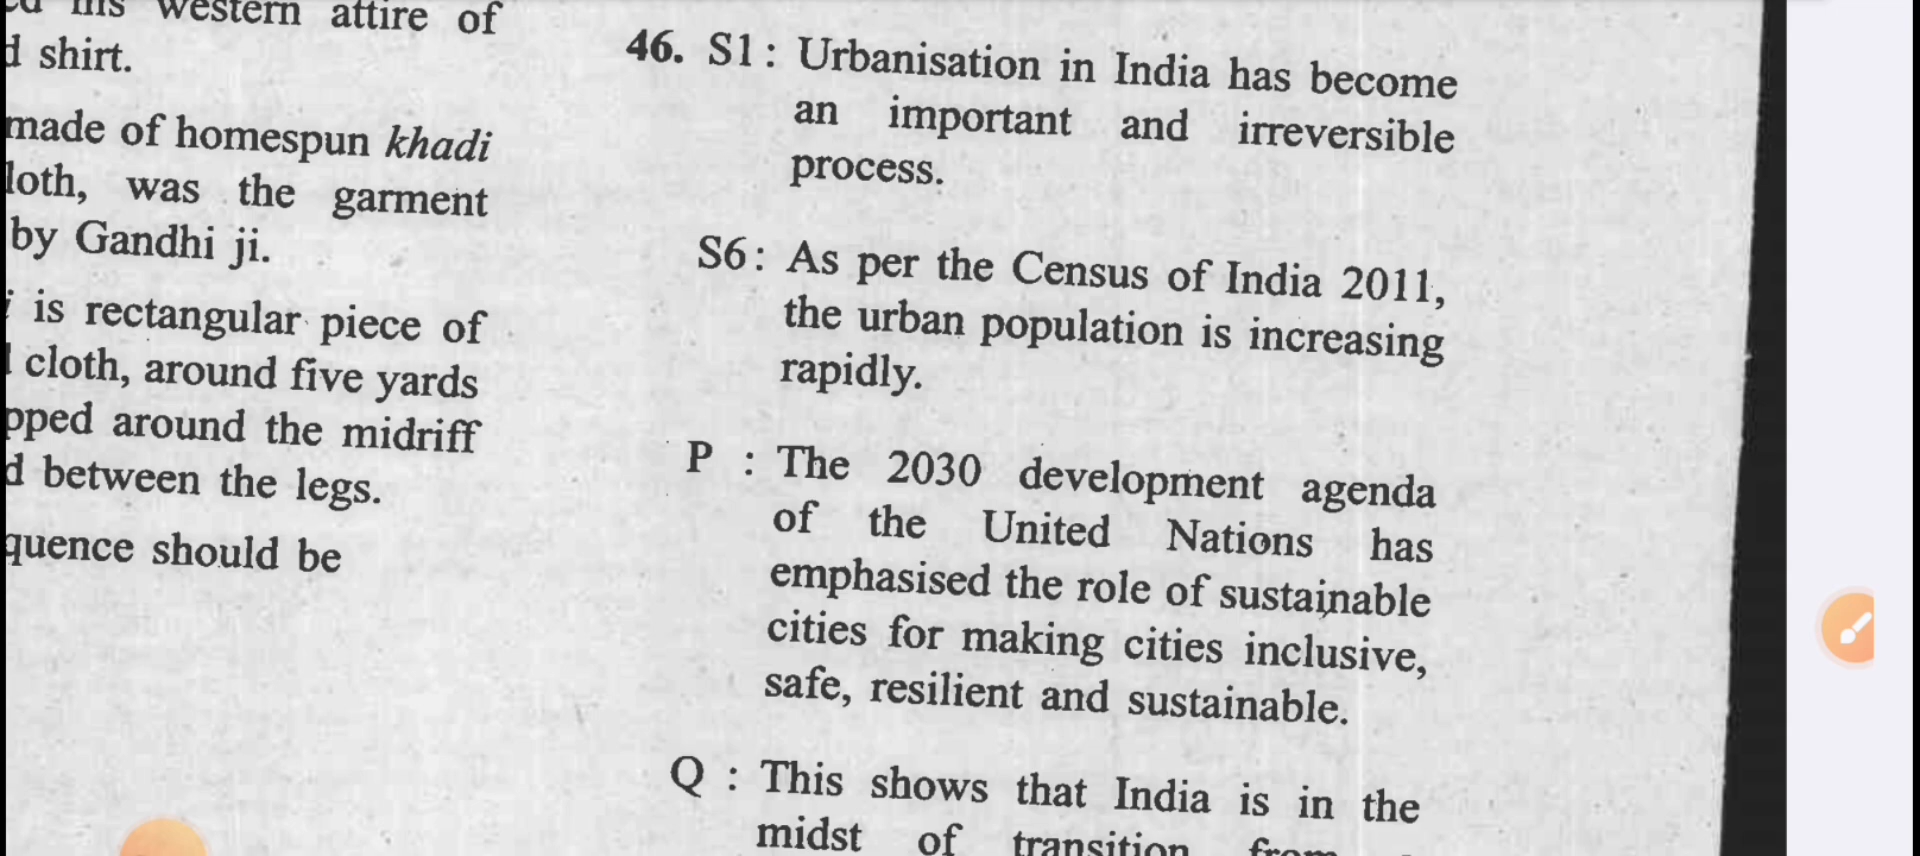 his western attire of
shirt.
made of homespun khadi
was the garment
by Gandhi ji.
is rectangular piece of
cloth, around five yards
around the midriff
between the legs.
should be
46. S1 : Urbanisation in India has become
an important and irreversible
process.
S6 : As per the Census of India 2011,
the urban population is increasing
rapidly.
P : The 2030 development agenda
of the United Nations has
emphasised the role of sustainable
cities for making cities inclusive,
safe, resilient and sustainable.
Q : This shows that India is in the
midst of transition from